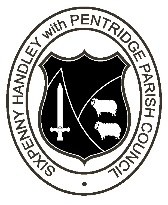 SIXPENNY HANDLEY with PENTRIDGE PARISH COUNCIL